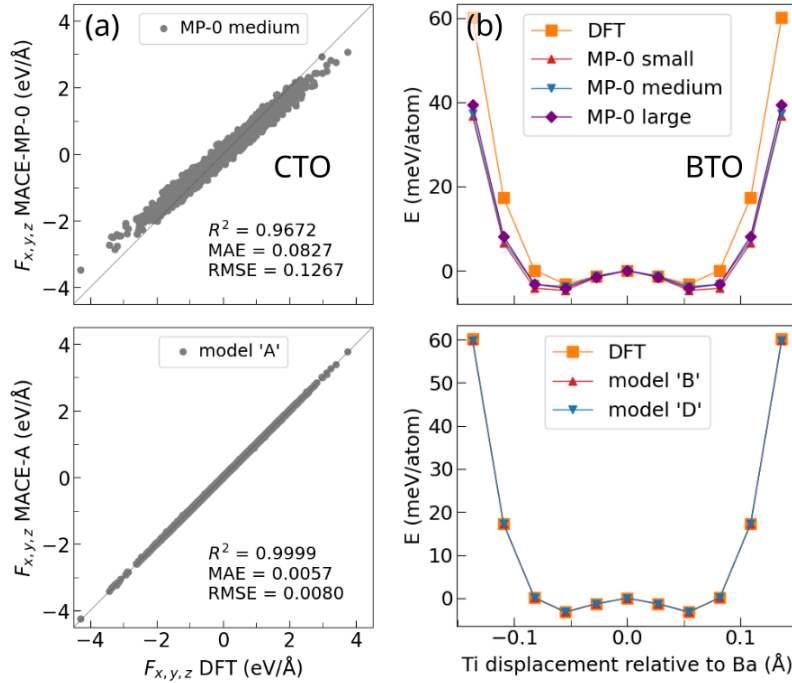 (a)
MP-0 medium
CTO
R² = 0.9672
MAE = 0.0827
RMSE = 0.1267
F_{x,y,z} MACE-MP-0 (eV/Å)
4
2
0
−2
−4
(b)
DFT
MP-0 small
MP-0 medium
MP-0 large
BTO
E (meV/atom)
60
40
20
0
model 'A'
R² = 0.9999
MAE = 0.0057
RMSE = 0.0080
F_{x,y,z} MACE-A (eV/Å)
4
2
0
−2
−4
−4 −2 0 2 4
F_{x,y,z} DFT (eV/Å)
DFT
model 'B'
model 'D'
E (meV/atom)
60
50
40
30
20
10
0
−0.1 0.0 0.1
Ti displacement relative to Ba (Å)